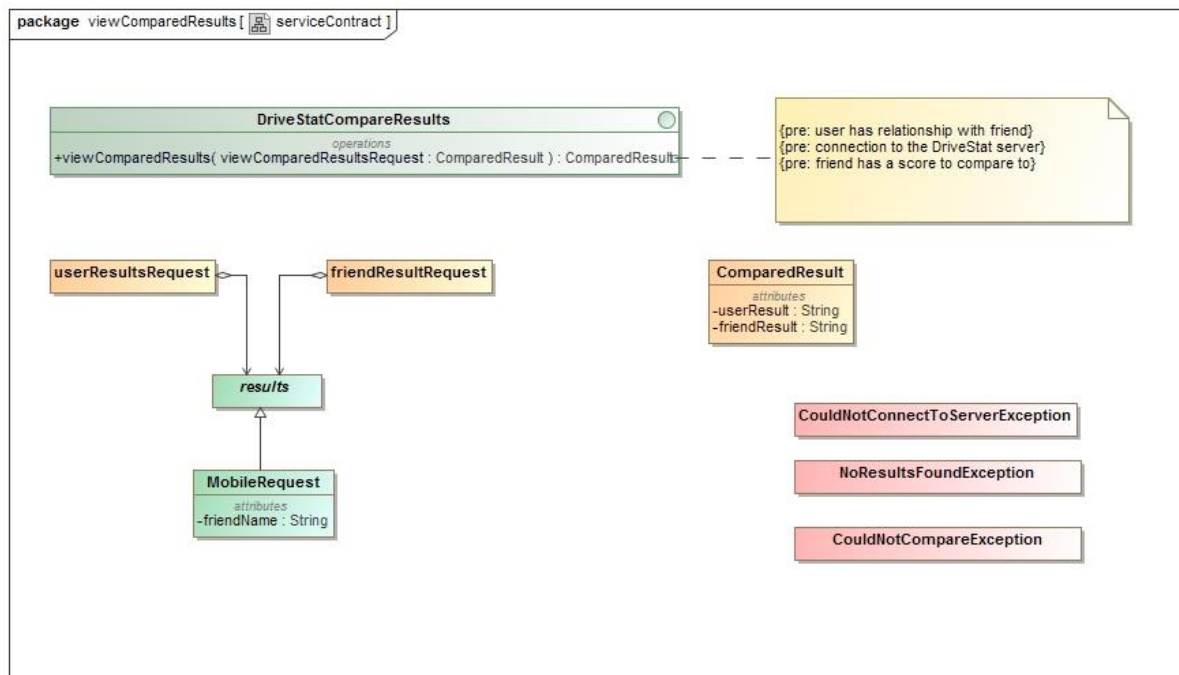 package viewComparedResults [ serviceContract ]
DriveStatCompareResults
operations
+viewComparedResults( viewComparedResultsRequest : ComparedResult ) : ComparedResult
{pre: user has relationship with friend}
{pre: connection to the DriveStat server}
{pre: friend has a score to compare to}
userResultsRequest
friendResultRequest
ComparedResult
attributes
-userResult : String
-friendResult : String
results
MobileRequest
attributes
-friendName : String
CouldNotConnectToServerException
NoResultsFoundException
CouldNotCompareException